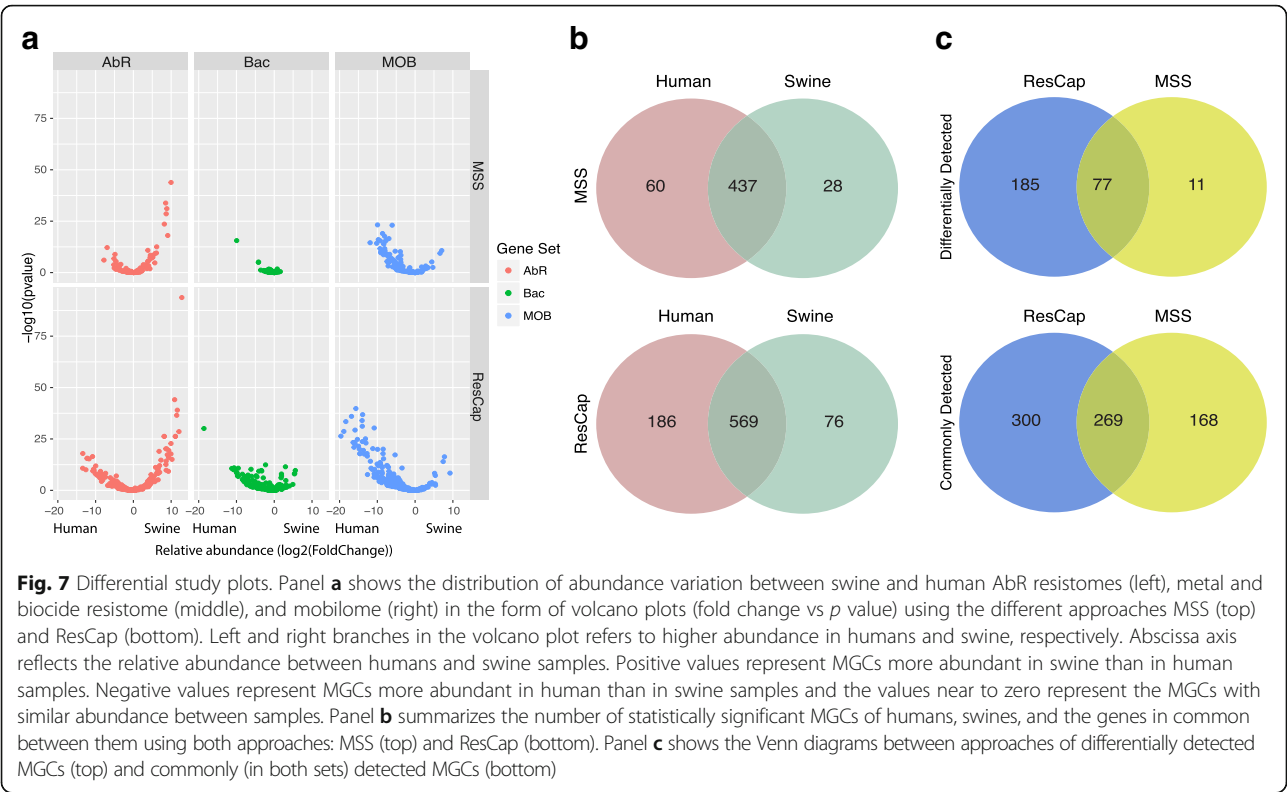 a
AbR
Bac
MOB
75
50
25
0
MSS
75
50
25
0
ResCap
−log10(pvalue)
−20 −10 0 10 −20 −10 0 10 −20 −10 0 10
Human Swine Human Swine Human Swine
Relative abundance (log2(FoldChange))
Gene Set
AbR
Bac
MOB
b
Human Swine
MSS
60 437 28
Human Swine
ResCap
186 569 76
c
ResCap MSS
Differentially Detected
185 77 11
ResCap MSS
Commonly Detected
300 269 168
Fig. 7 Differential study plots. Panel a shows the distribution of abundance variation between swine and human AbR resistomes (left), metal and
biocide resistome (middle), and mobilome (right) in the form of volcano plots (fold change vs p value) using the different approaches MSS (top)
and ResCap (bottom). Left and right branches in the volcano plot refers to higher abundance in humans and swine, respectively. Abscissa axis
reflects the relative abundance between humans and swine samples. Positive values represent MGCs more abundant in swine than in human
samples. Negative values represent MGCs more abundant in human than in swine samples and the values near to zero represent the MGCs with
similar abundance between samples. Panel b summarizes the number of statistically significant MGCs of humans, swines, and the genes in common
between them using both approaches: MSS (top) and ResCap (bottom). Panel c shows the Venn diagrams between approaches of differentially detected
MGCs (top) and commonly (in both sets) detected MGCs (bottom)